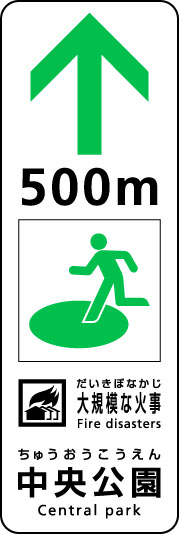 500m
だいきぼなかじ
大規模な火事
Fire disasters
ちゅうおうこうえん
中央公園
Central park